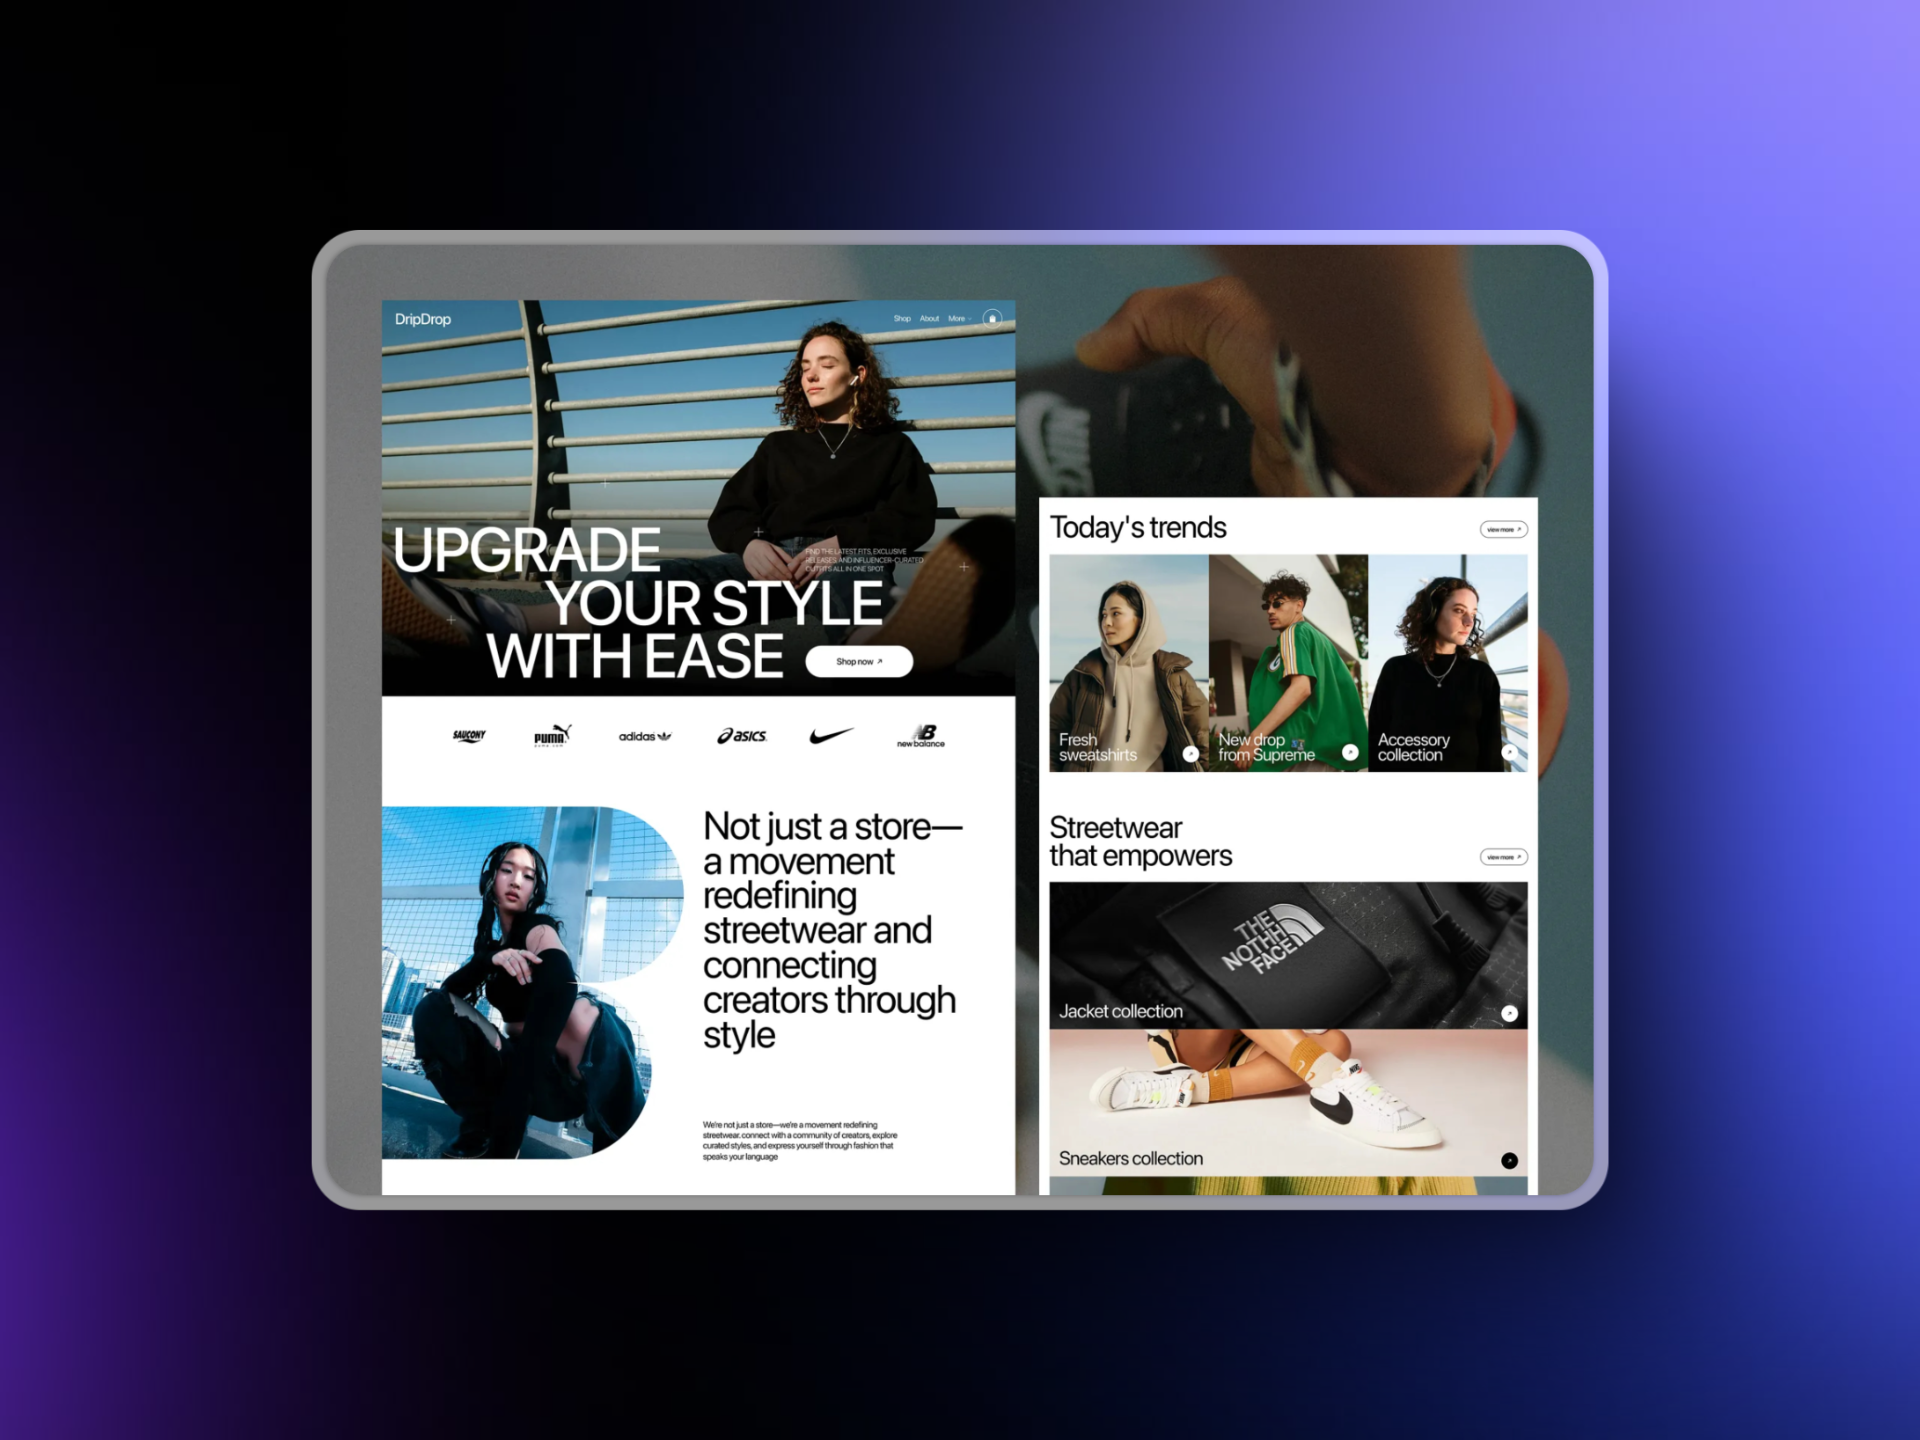 DripDrop
Shop
About
More
UPGRADE
YOUR STYLE
WITH EASE
FIND THE LATEST FITS, EXCLUSIVE
RELEASES, AND INFLUENCER-CURATED
OUTFITS ALL IN ONE SPOT
Shop now
SAUCONY
PUMA
adidas
asics
new balance
Not just a store—
a movement
redefining
streetwear and
connecting
creators through
style
We're not just a store—we're a movement redefining
streetwear. connect with a community of creators, explore
curated styles, and express yourself through fashion that
speaks your language
NIKE
Today's trends
view more
Fresh
sweatshirts
New drop
from Supreme
Accessory
collection
Streetwear
that empowers
view more
THE
NOTHH
FACE
Jacket collection
Sneakers collection